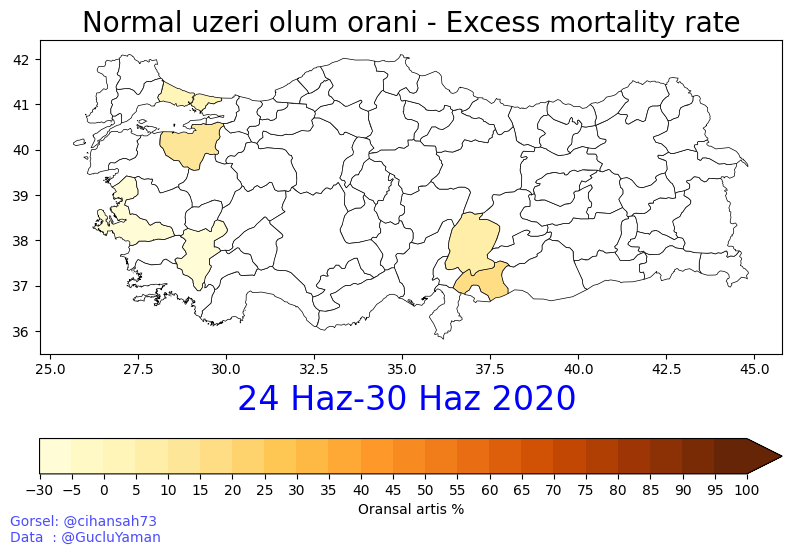 Normal uzeri olum orani - Excess mortality rate
42
41
40
39
38
37
36
25.0 27.5 30.0 32.5 35.0 37.5 40.0 42.5 45.0
24 Haz-30 Haz 2020
−30 −5 0 5 10 15 20 25 30 35 40 45 50 55 60 65 70 75 80 85 90 95 100
Oransal artis %
Gorsel: @cihansah73
Data : @GucluYaman